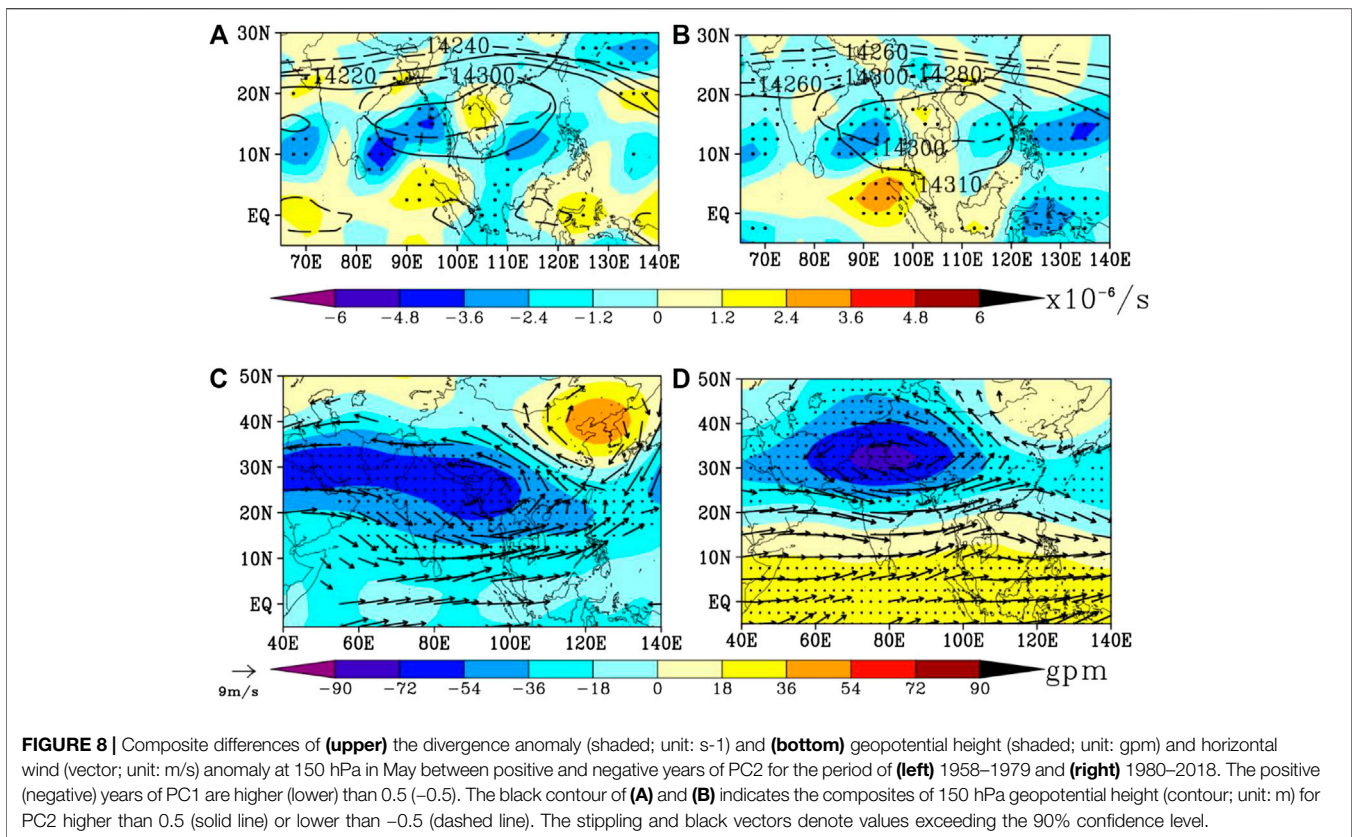 A
30N
20N
10N
EQ
14240
14220
14300
70E 80E 90E 100E 110E 120E 130E 140E
B
30N
20N
10N
EQ
14260
14300
14280
14260
14300
14310
70E 80E 90E 100E 110E 120E 130E 140E
−6 −4.8 −3.6 −2.4 −1.2 0 1.2 2.4 3.6 4.8 6
x10⁻⁶/s
C
50N
40N
30N
20N
10N
EQ
40E 60E 80E 100E 120E 140E
D
50N
40N
30N
20N
10N
EQ
40E 60E 80E 100E 120E 140E
9m/s
−90 −72 −54 −36 −18 0 18 36 54 72 90
gpm
FIGURE 8 | Composite differences of (upper) the divergence anomaly (shaded; unit: s-1) and (bottom) geopotential height (shaded; unit: gpm) and horizontal
wind (vector; unit: m/s) anomaly at 150 hPa in May between positive and negative years of PC2 for the period of (left) 1958–1979 and (right) 1980–2018. The positive
(negative) years of PC1 are higher (lower) than 0.5 (−0.5). The black contour of (A) and (B) indicates the composites of 150 hPa geopotential height (contour; unit: m) for
PC2 higher than 0.5 (solid line) or lower than −0.5 (dashed line). The stippling and black vectors denote values exceeding the 90% confidence level.